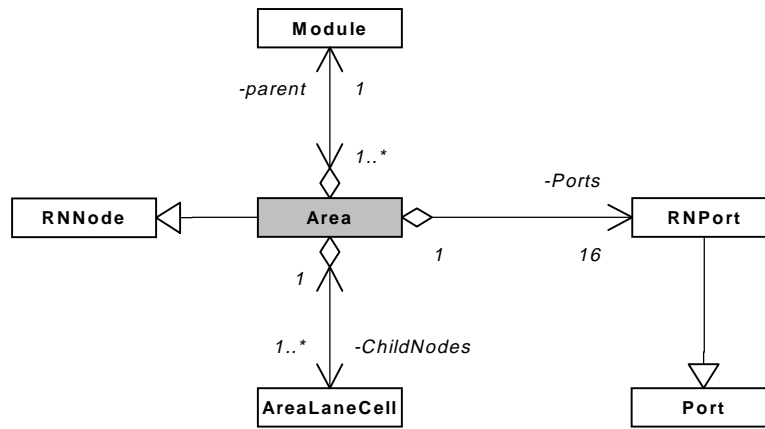 Module
-parent 1
1..*
-Ports
RNNode Area RNPort
1 16
1
1..* -ChildNodes
AreaLaneCell Port